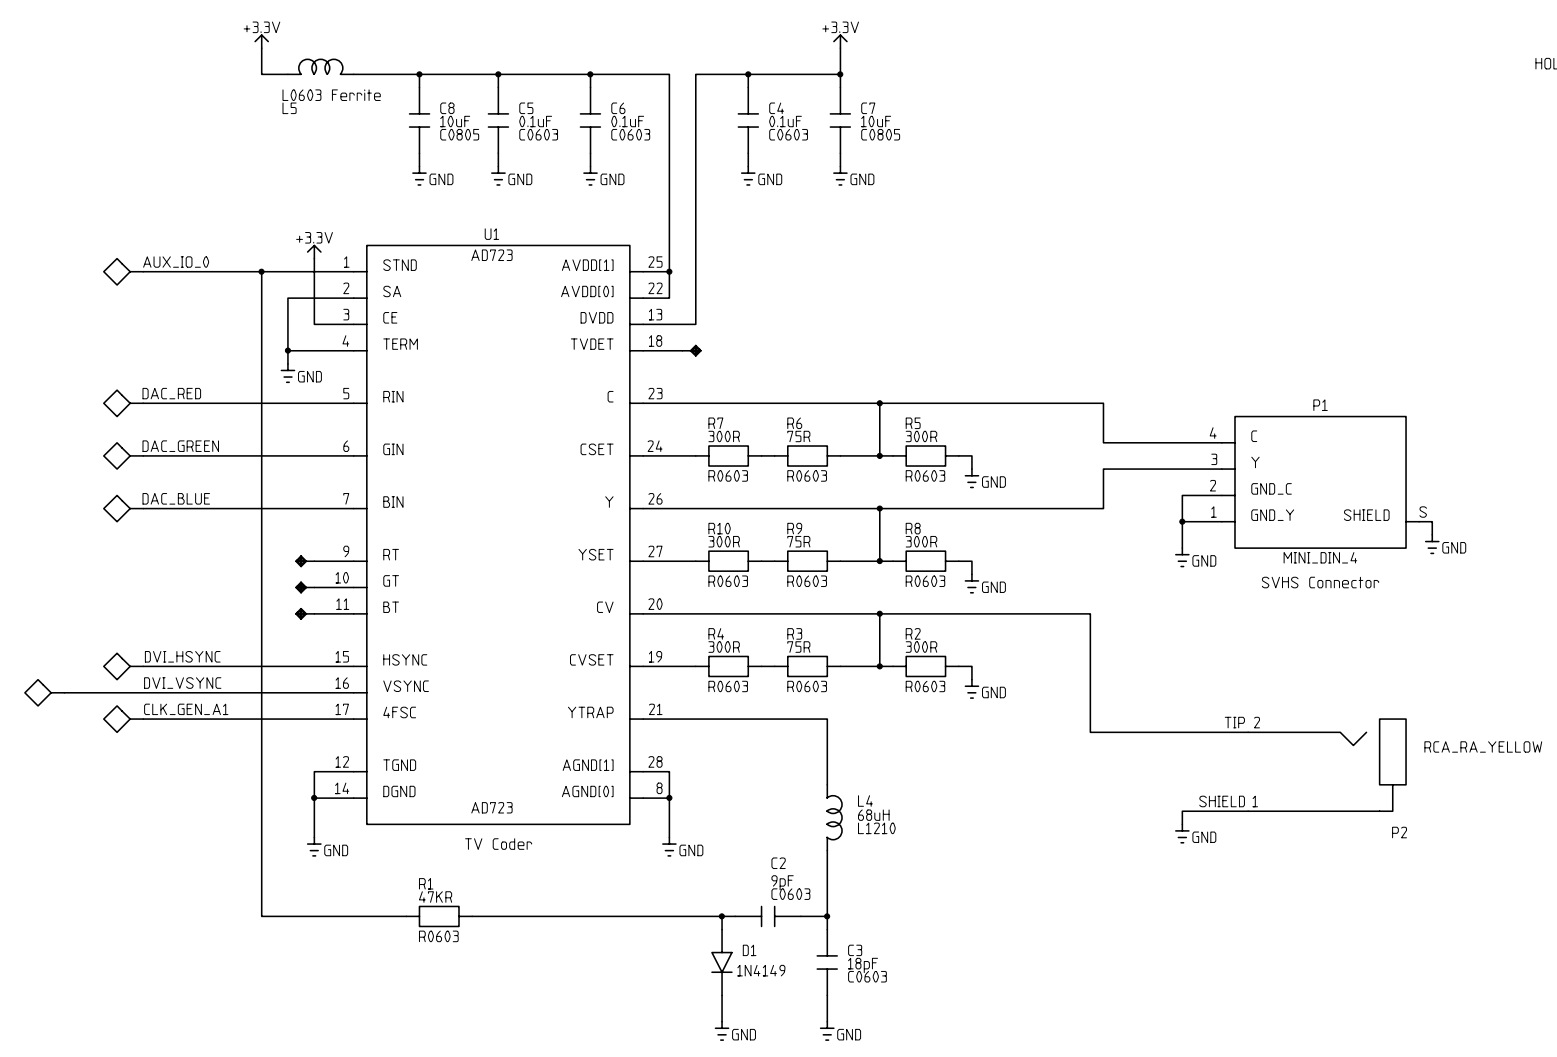 +3.3V
+3.3V
HOL
L0603 Ferrite
L5
C8
10uF
C0805
C5
0.1uF
C0603
C6
0.1uF
C0603
C4
0.1uF
C0603
C7
10uF
C0805
GND
GND
GND
GND
GND
+3.3V
U1
AD723
AUX_IO_0
1
STND
AVDD[1]
25
2
SA
AVDD[0]
22
3
CE
DVDD
13
4
TERM
TVDET
18
GND
DAC_RED
5
RIN
C
23
DAC_GREEN
6
GIN
CSET
24
R7
300R
R0603
R6
75R
R0603
R5
300R
R0603
GND
DAC_BLUE
7
BIN
Y
26
9
RT
YSET
27
R10
300R
R0603
R9
75R
R0603
R8
300R
R0603
GND
10
GT
11
BT
CV
20
P1
4
C
3
Y
2
GND_C
1
GND_Y
SHIELD
S
GND
GND
MINI_DIN_4
SVHS Connector
DVI_HSYNC
15
HSYNC
CVSET
19
R4
300R
R0603
R3
75R
R0603
R2
300R
R0603
GND
DVI_VSYNC
16
VSYNC
CLK_GEN_A1
17
4FSC
YTRAP
21
TIP 2
RCA_RA_YELLOW
12
TGND
AGND[1]
28
14
DGND
AGND[0]
8
AD723
SHIELD 1
GND
P2
GND
TV Coder
GND
L4
68uH
L1210
R1
47KR
R0603
C2
9pF
C0603
D1
1N4149
C3
18pF
C0603
GND
GND